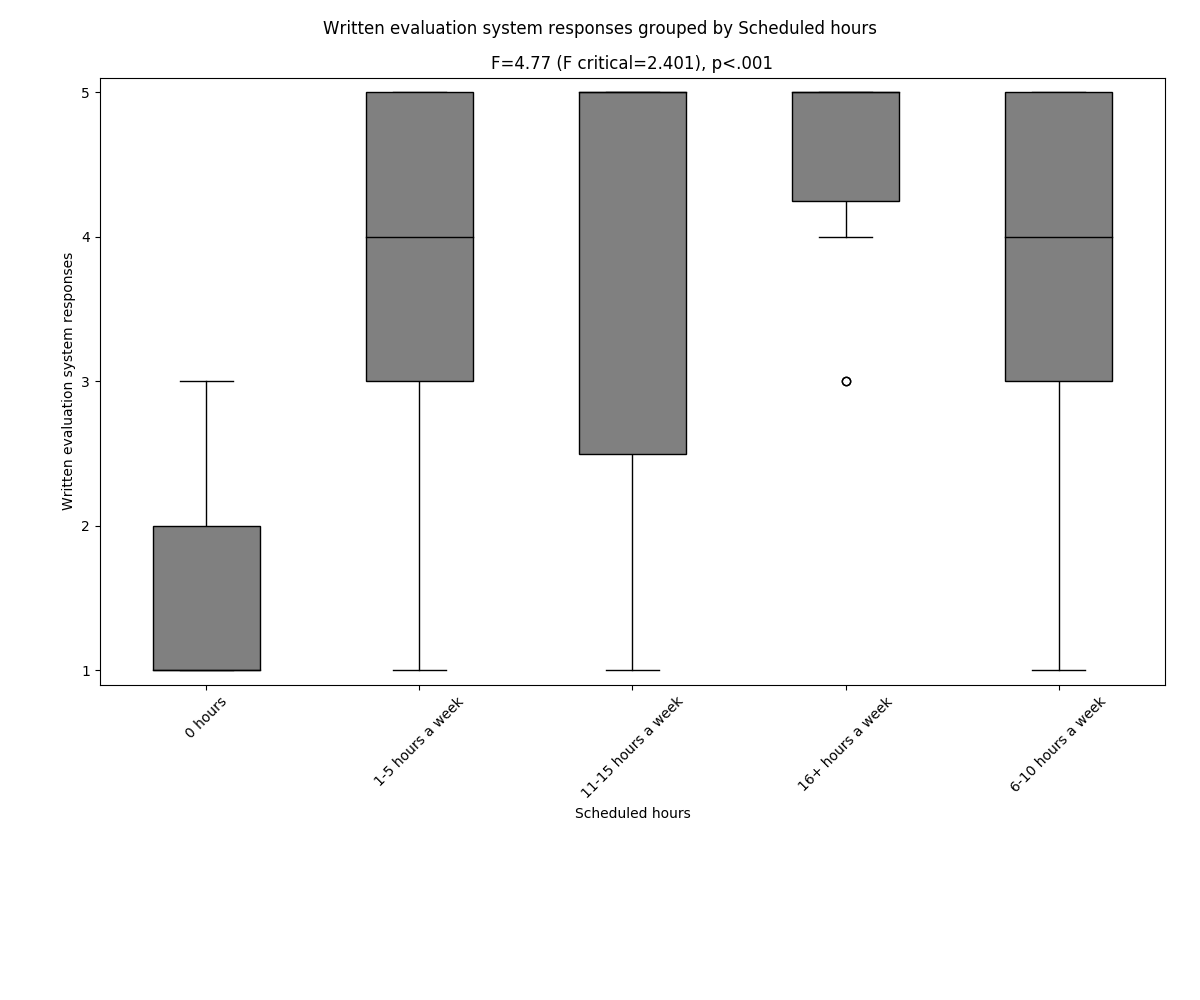 Written evaluation system responses grouped by Scheduled hours
F=4.77 (F critical=2.401), p<.001
Written evaluation system responses
5
4
3
2
1
0 hours
1-5 hours a week
11-15 hours a week
16+ hours a week
6-10 hours a week
Scheduled hours